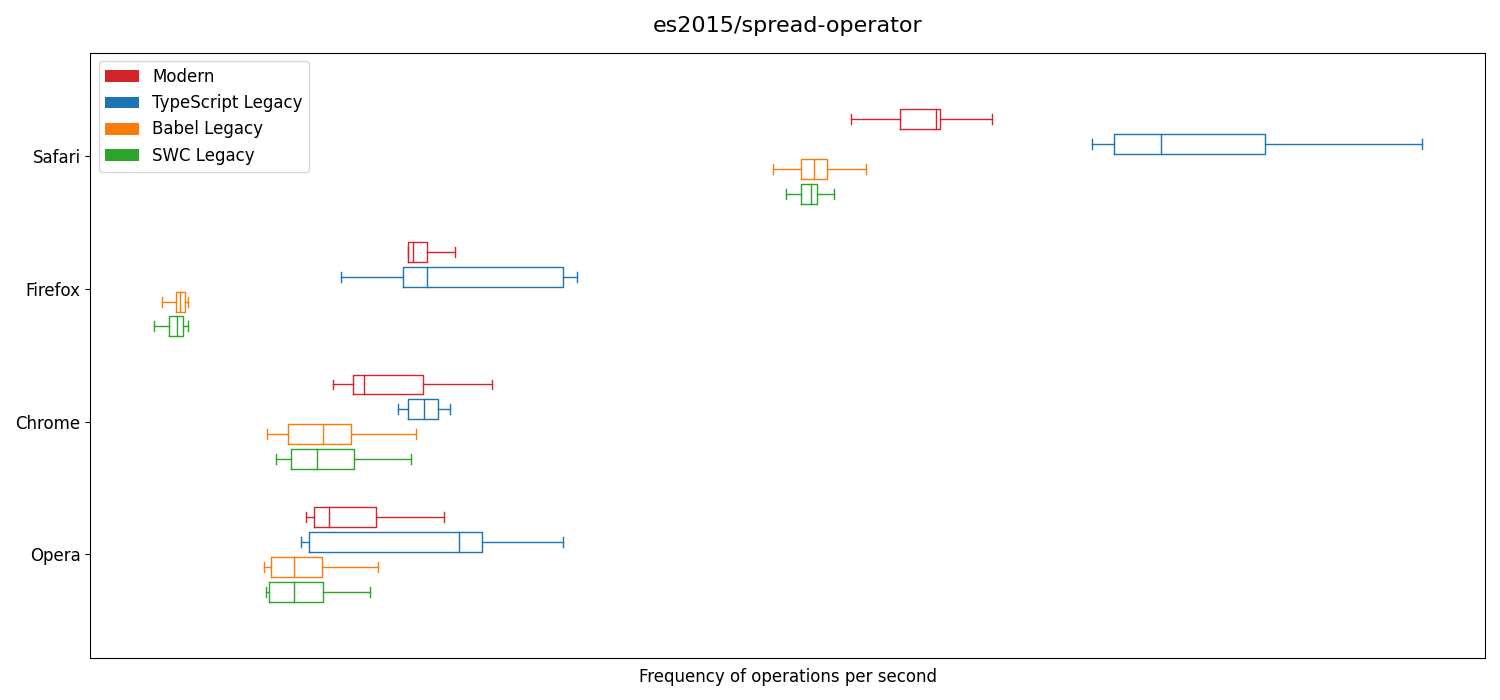 es2015/spread-operator
Modern
TypeScript Legacy
Babel Legacy
SWC Legacy
Safari
Firefox
Chrome
Opera
Frequency of operations per second